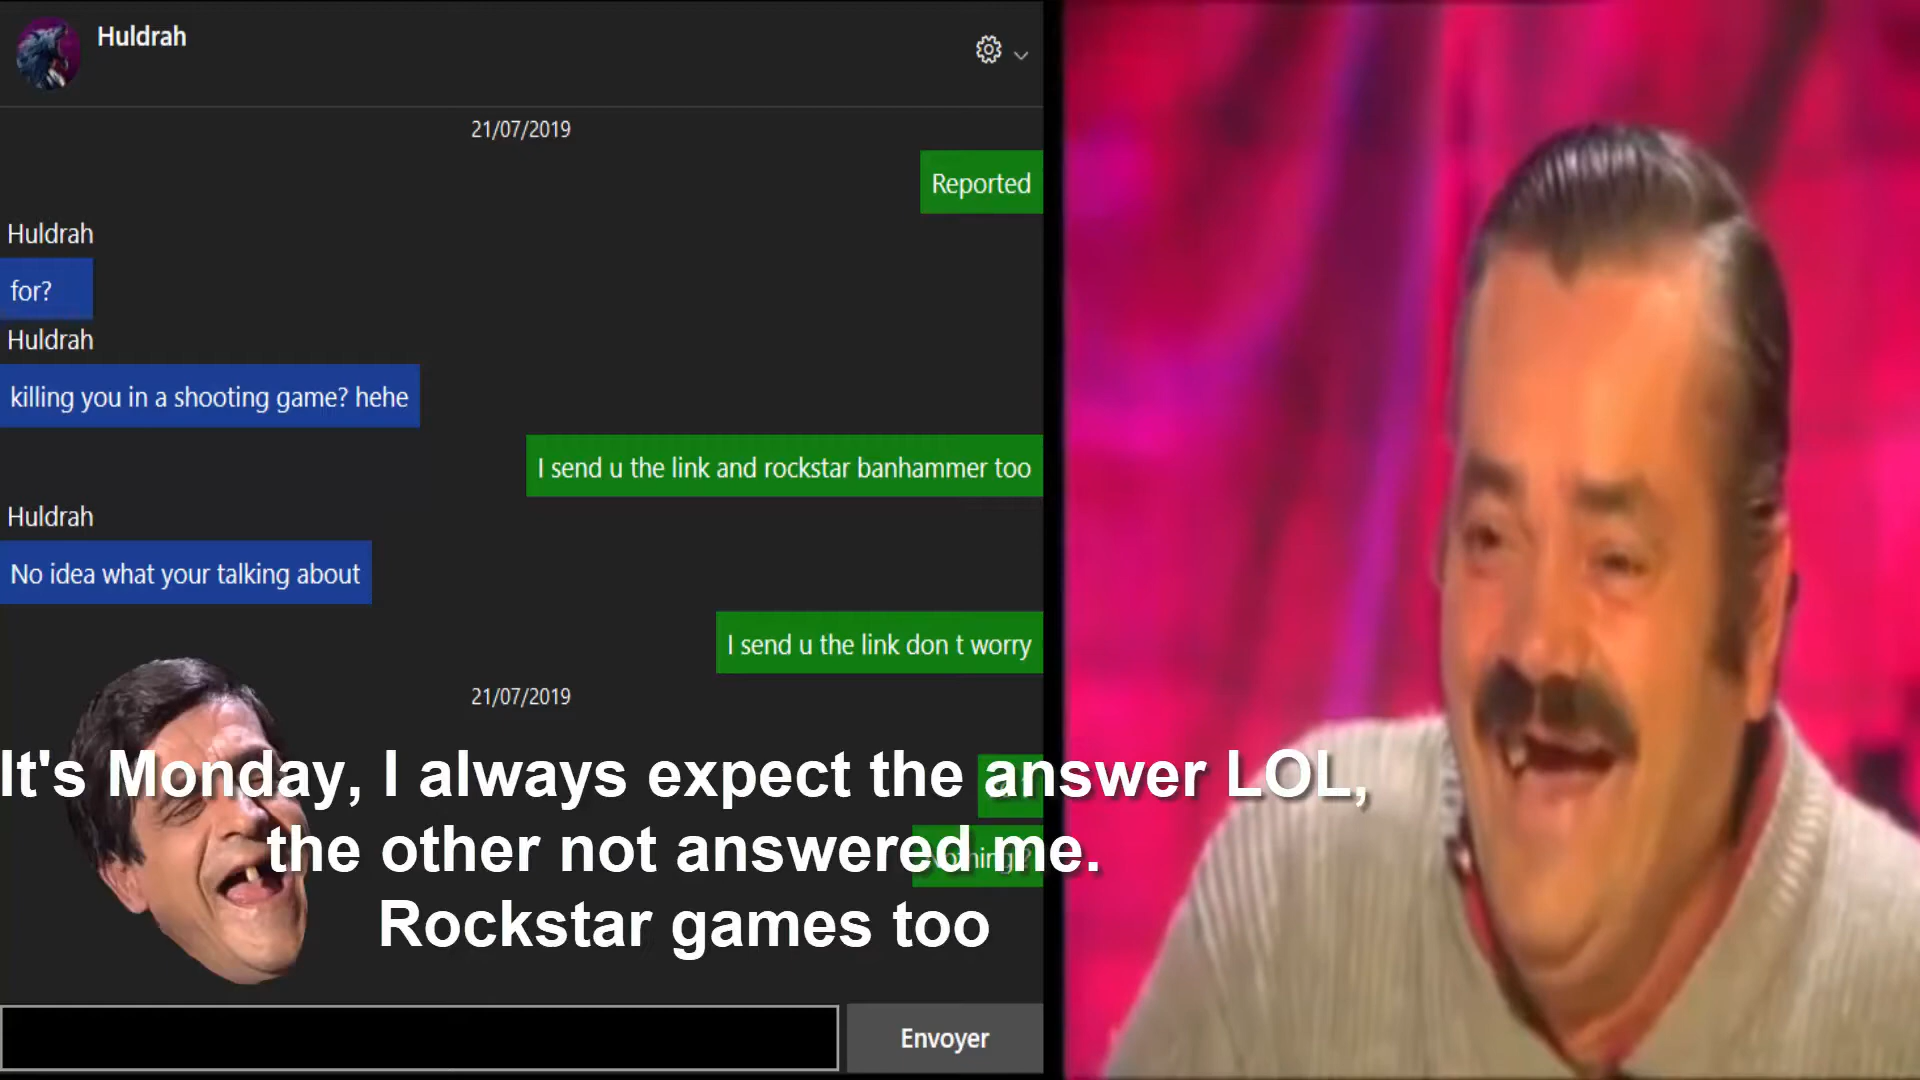 Huldrah
21/07/2019
Reported
Huldrah
for?
Huldrah
killing you in a shooting game? hehe
I send u the link and rockstar banhammer too
Huldrah
No idea what your talking about
I send u the link don t worry
21/07/2019
It's Monday, I always expect the answer LOL,
the other not answered me.
Rockstar games too
Envoyer